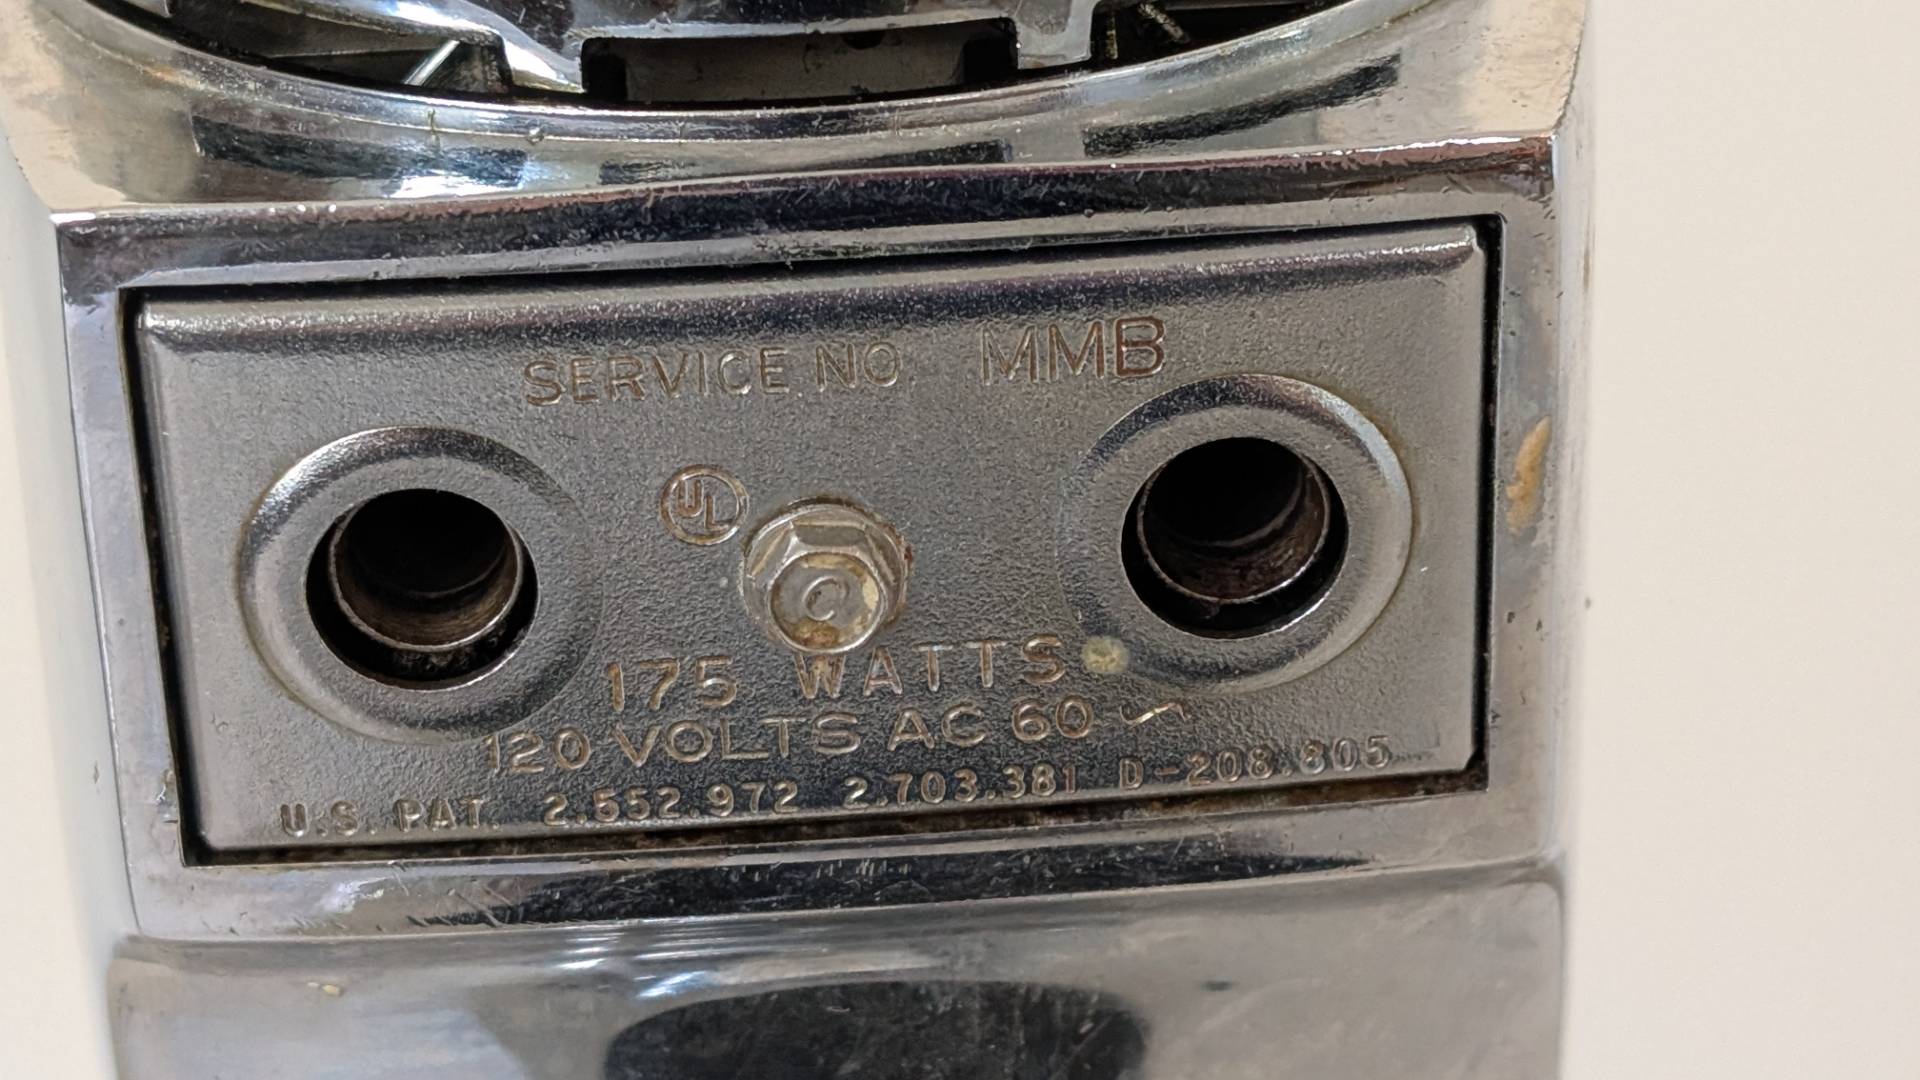 SERVICE NO. MMB
UL
175 WATTS
120 VOLTS AC 60 ~
U.S. PAT. 2.552.972 2.703.381 D-208.805